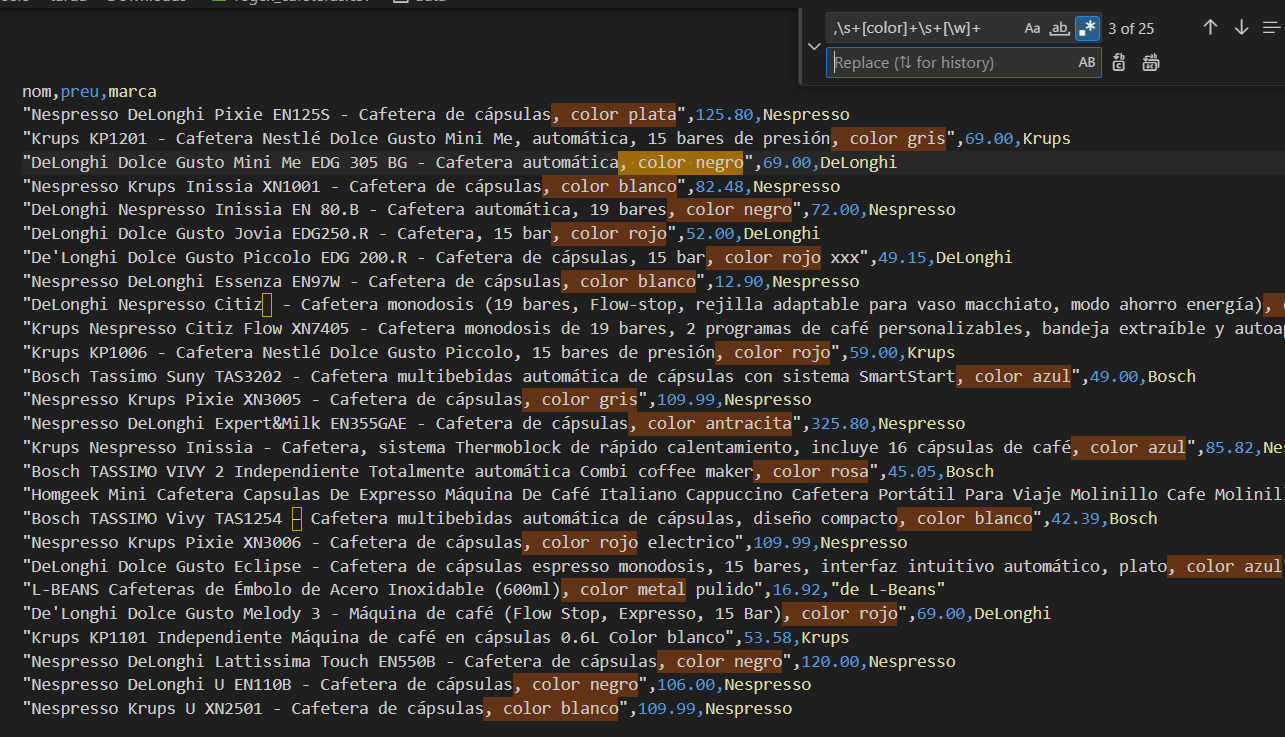 ,\s+[color]+\s+[\w]+
Aa ab .* 3 of 25
Replace (⇅ for history) AB
nom,preu,marca
"Nespresso DeLonghi Pixie EN125S - Cafetera de cápsulas, color plata",125.80,Nespresso
"Krups KP1201 - Cafetera Nestlé Dolce Gusto Mini Me, automática, 15 bares de presión, color gris",69.00,Krups
"DeLonghi Dolce Gusto Mini Me EDG 305 BG - Cafetera automática, color negro",69.00,DeLonghi
"Nespresso Krups Inissia XN1001 - Cafetera de cápsulas, color blanco",82.48,Nespresso
"DeLonghi Nespresso Inissia EN 80.B - Cafetera automática, 19 bares, color negro",72.00,Nespresso
"DeLonghi Dolce Gusto Jovia EDG250.R - Cafetera, 15 bar, color rojo",52.00,DeLonghi
"De'Longhi Dolce Gusto Piccolo EDG 200.R - Cafetera de cápsulas, 15 bar, color rojo xxx",49.15,DeLonghi
"Nespresso DeLonghi Essenza EN97W - Cafetera de cápsulas, color blanco",12.90,Nespresso
"DeLonghi Nespresso Citiz - Cafetera monodosis (19 bares, Flow-stop, rejilla adaptable para vaso macchiato, modo ahorro energía),
"Krups Nespresso Citiz Flow XN7405 - Cafetera monodosis de 19 bares, 2 programas de café personalizables, bandeja extraíble y autoap
"Krups KP1006 - Cafetera Nestlé Dolce Gusto Piccolo, 15 bares de presión, color rojo",59.00,Krups
"Bosch Tassimo Suny TAS3202 - Cafetera multibebidas automática de cápsulas con sistema SmartStart, color azul",49.00,Bosch
"Nespresso Krups Pixie XN3005 - Cafetera de cápsulas, color gris",109.99,Nespresso
"Nespresso DeLonghi Expert&Milk EN355GAE - Cafetera de cápsulas, color antracita",325.80,Nespresso
"Krups Nespresso Inissia - Cafetera, sistema Thermoblock de rápido calentamiento, incluye 16 cápsulas de café, color azul",85.82,Nes
"Bosch TASSIMO VIVY 2 Independiente Totalmente automática Combi coffee maker, color rosa",45.05,Bosch
"Homgeek Mini Cafetera Capsulas De Expresso Máquina De Café Italiano Cappuccino Cafetera Portátil Para Viaje Molinillo Cafe Molinil
"Bosch TASSIMO Vivy TAS1254 – Cafetera multibebidas automática de cápsulas, diseño compacto, color blanco",42.39,Bosch
"Nespresso Krups Pixie XN3006 - Cafetera de cápsulas, color rojo electrico",109.99,Nespresso
"DeLonghi Dolce Gusto Eclipse - Cafetera de cápsulas espresso monodosis, 15 bares, interfaz intuitivo automático, plato, color azul"
"L-BEANS Cafeteras de Émbolo de Acero Inoxidable (600ml), color metal pulido",16.92,"de L-Beans"
"De'Longhi Dolce Gusto Melody 3 - Máquina de café (Flow Stop, Expresso, 15 Bar), color rojo",69.00,DeLonghi
"Krups KP1101 Independiente Máquina de café en cápsulas 0.6L Color blanco",53.58,Krups
"Nespresso DeLonghi Lattissima Touch EN550B - Cafetera de cápsulas, color negro",120.00,Nespresso
"Nespresso DeLonghi U EN110B - Cafetera de cápsulas, color negro",106.00,Nespresso
"Nespresso Krups U XN2501 - Cafetera de cápsulas, color blanco",109.99,Nespresso